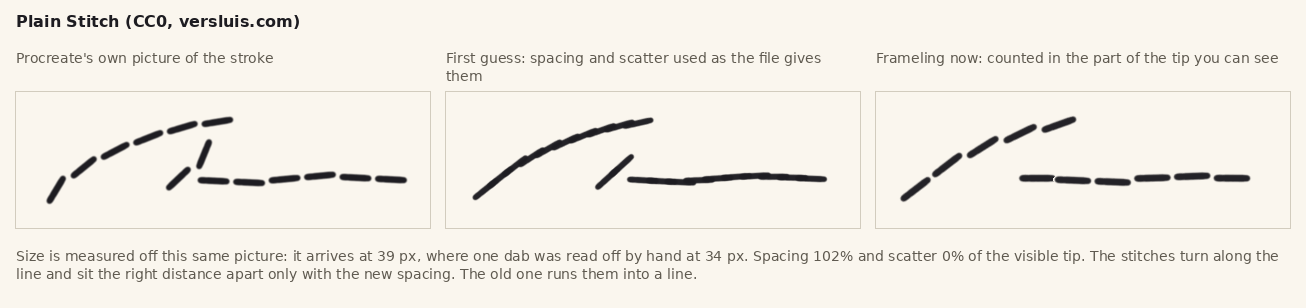 Plain Stitch (CC0, versluis.com)
Procreate's own picture of the stroke
First guess: spacing and scatter used as the file gives
them
Frameling now: counted in the part of the tip you can see
Size is measured off this same picture: it arrives at 39 px, where one dab was read off by hand at 34 px. Spacing 102% and scatter 0% of the visible tip. The stitches turn along the
line and sit the right distance apart only with the new spacing. The old one runs them into a line.